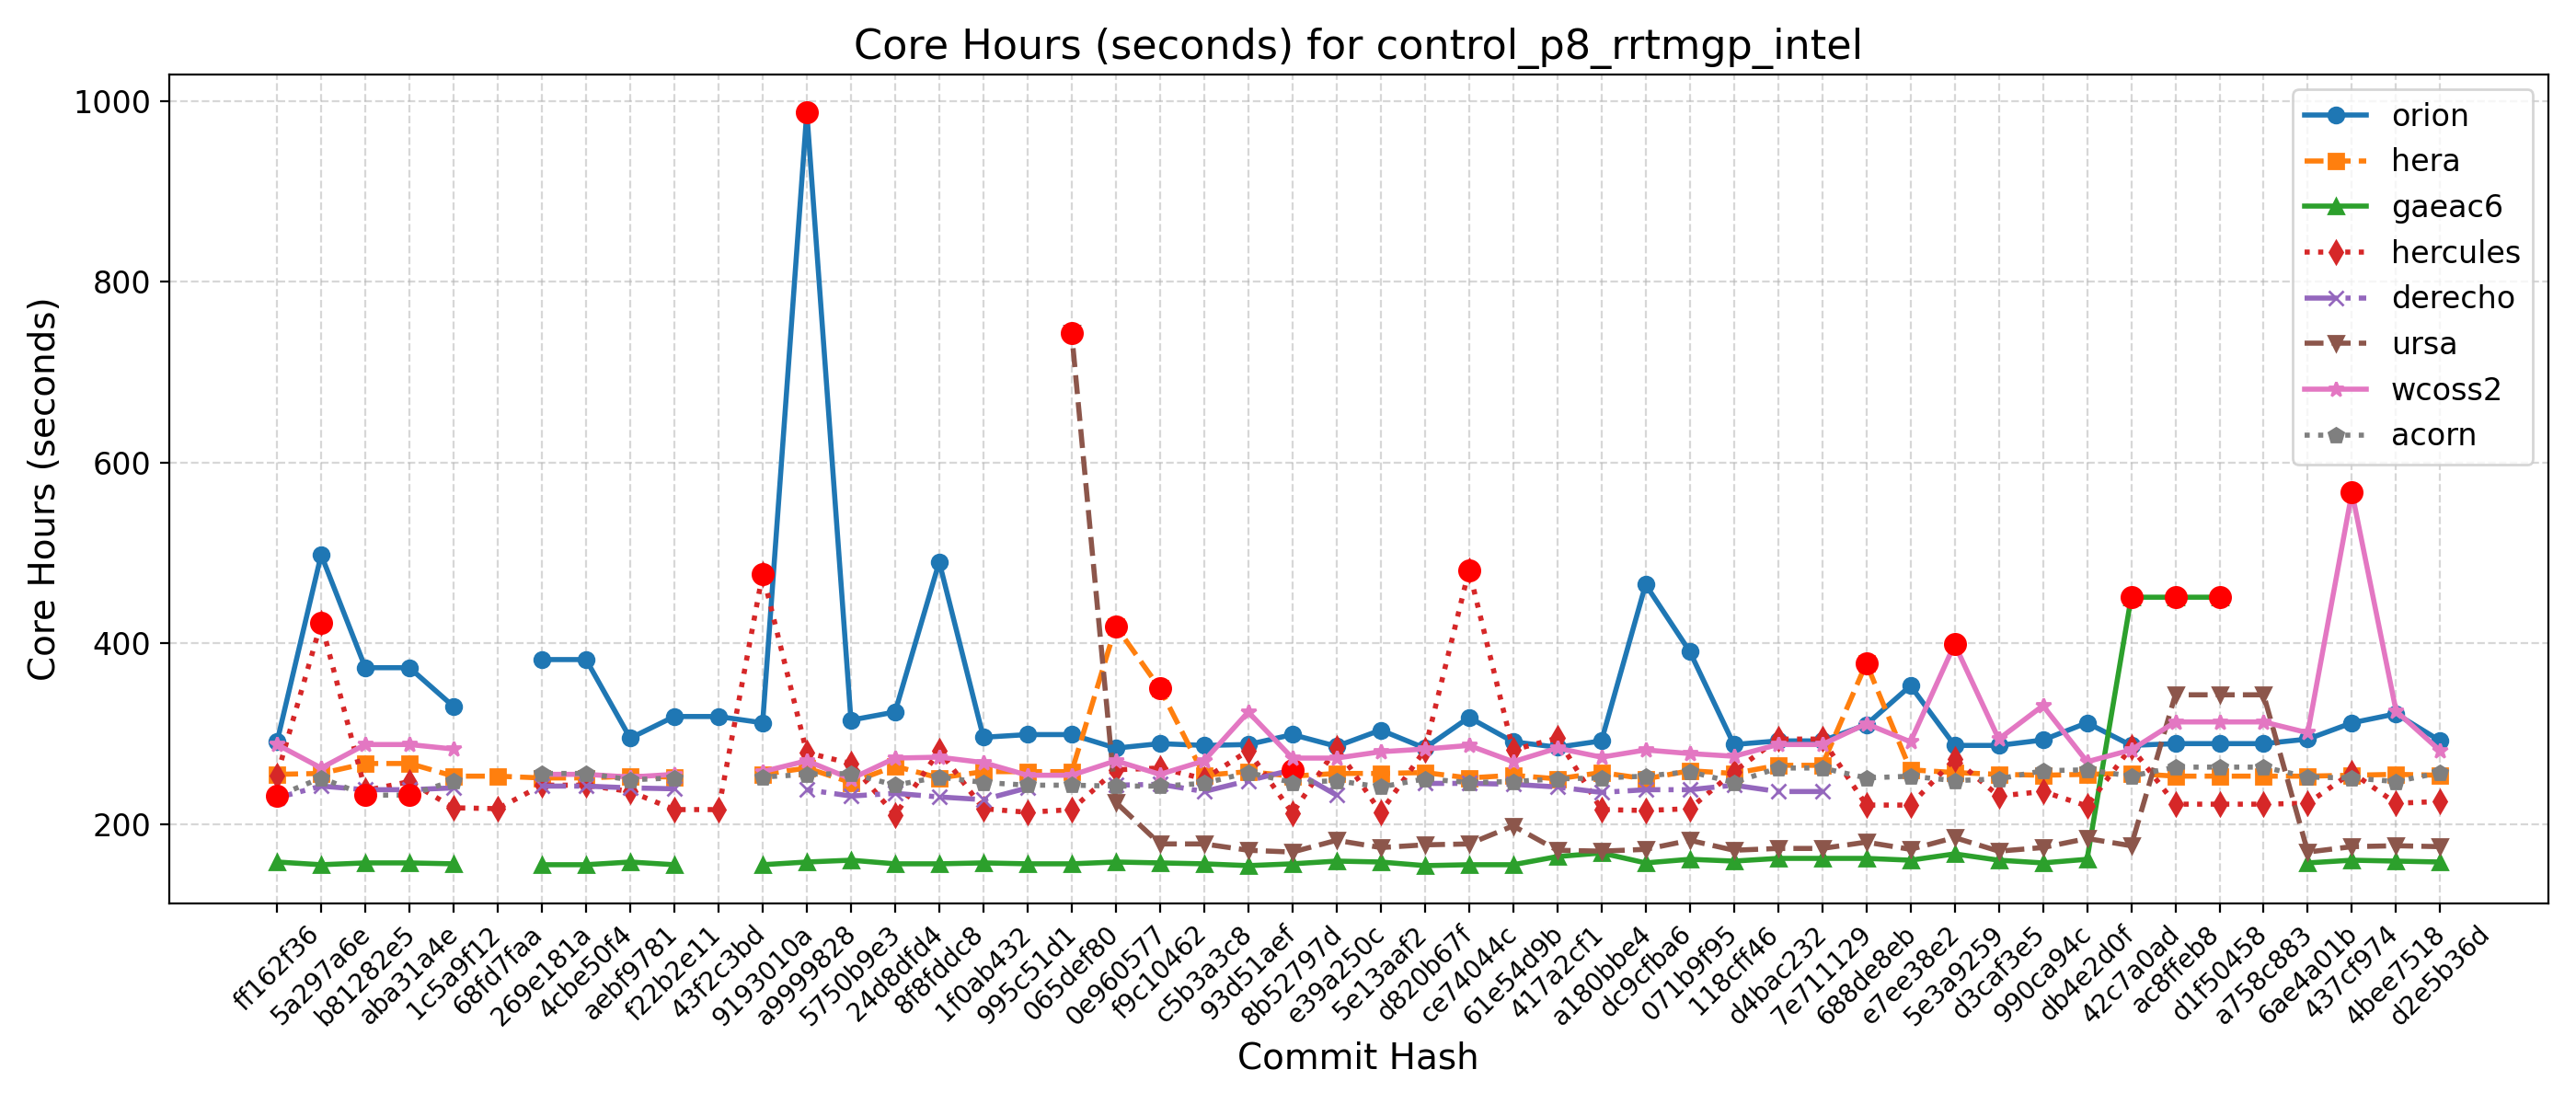 Core Hours (seconds) for control_p8_rrtmgp_intel
Core Hours (seconds)
1000
800
600
400
200
orion
hera
gaeac6
hercules
derecho
ursa
wcoss2
acorn
ff162f36
5a297a6e
b81282e5
aba31a4e
1c5a9f12
68fd7faa
269e181a
4cbe50f4
aebf9781
f22b2e11
43f2c3bd
9193010a
a9999828
5750b9e3
24d8dfd4
8f8fddc8
1f0ab432
995c51d1
065def80
0e960577
f9c10462
c5b3a3c8
93d51aef
8b52797d
e39a250c
5e13aaf2
d820b67f
ce74044c
61e54d9b
417a2cf1
a180bbe4
dc9cfba6
071b9f95
118cff46
d4bac232
7e711129
688de8eb
e7ee38e2
5e3a9259
d3caf3e5
990ca94c
db4e2d0f
42c7a0ad
ac8ffeb8
d1f50458
a758c883
6ae4a01b
437cf974
4bee7518
d2e5b36d
Commit Hash